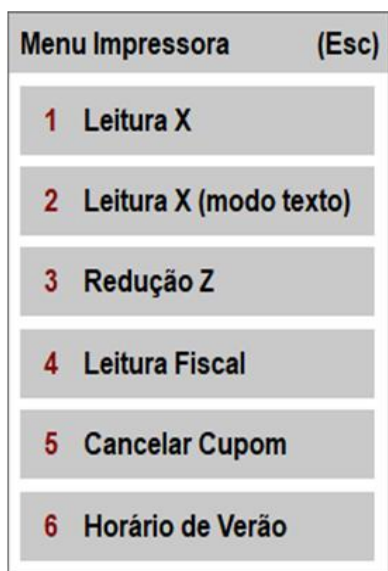 Menu Impressora (Esc)
1 Leitura X
2 Leitura X (modo texto)
3 Redução Z
4 Leitura Fiscal
5 Cancelar Cupom
6 Horário de Verão